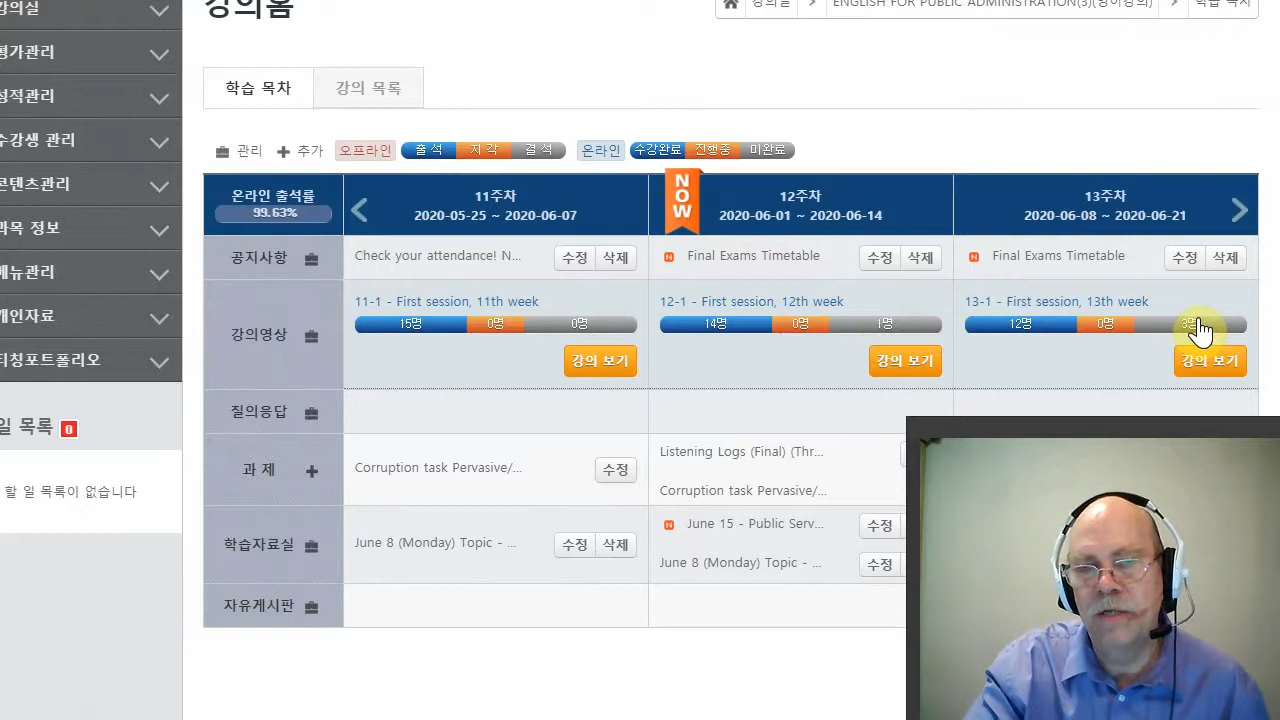 강의홈
강의실 > ENGLISH FOR PUBLIC ADMINISTRATION(3)(영어강의) > 학습 목차
강의실
평가관리
성적관리
수강생 관리
콘텐츠관리
과목 정보
메뉴관리
개인자료
티칭포트폴리오
일 목록 0
할 일 목록이 없습니다
학습 목차 강의 목록
관리 추가 오프라인 출석 지각 결석 온라인 수강완료 진행중 미완료
온라인 출석률
99.63%
11주차
2020-05-25 ~ 2020-06-07
NOW
12주차
2020-06-01 ~ 2020-06-14
13주차
2020-06-08 ~ 2020-06-21
공지사항
Check your attendance! N... 수정 삭제
N Final Exams Timetable 수정 삭제
N Final Exams Timetable 수정 삭제
강의영상
11-1 - First session, 11th week
15명 0명 0명
강의 보기
12-1 - First session, 12th week
14명 0명 1명
강의 보기
13-1 - First session, 13th week
12명 0명 3명
강의 보기
질의응답
과 제
Corruption task Pervasive/... 수정
Listening Logs (Final) (Thr...
Corruption task Pervasive/...
학습자료실
June 8 (Monday) Topic - ... 수정 삭제
N June 15 - Public Serv... 수정
June 8 (Monday) Topic - ... 수정
자유게시판